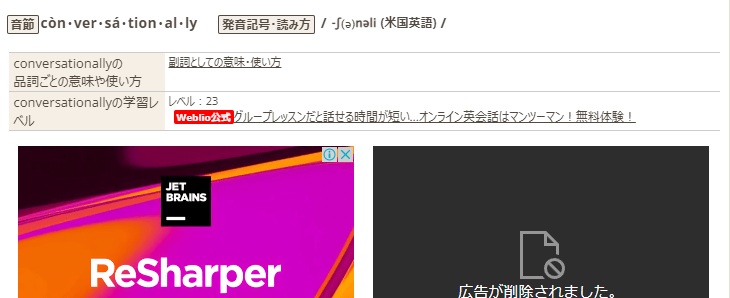 音節 còn・ver・sá・tion・al・ly 発音記号・読み方 / -ʃ(ə)nəli (米国英語) /
conversationallyの
品詞ごとの意味や使い方
副詞としての意味・使い方
conversationallyの学習レ
ベル
レベル：23
Weblio公式 グループレッスンだと話せる時間が短い...オンライン英会話はマンツーマン！無料体験！
JET
BRAINS
ReSharper
広告が削除されました。